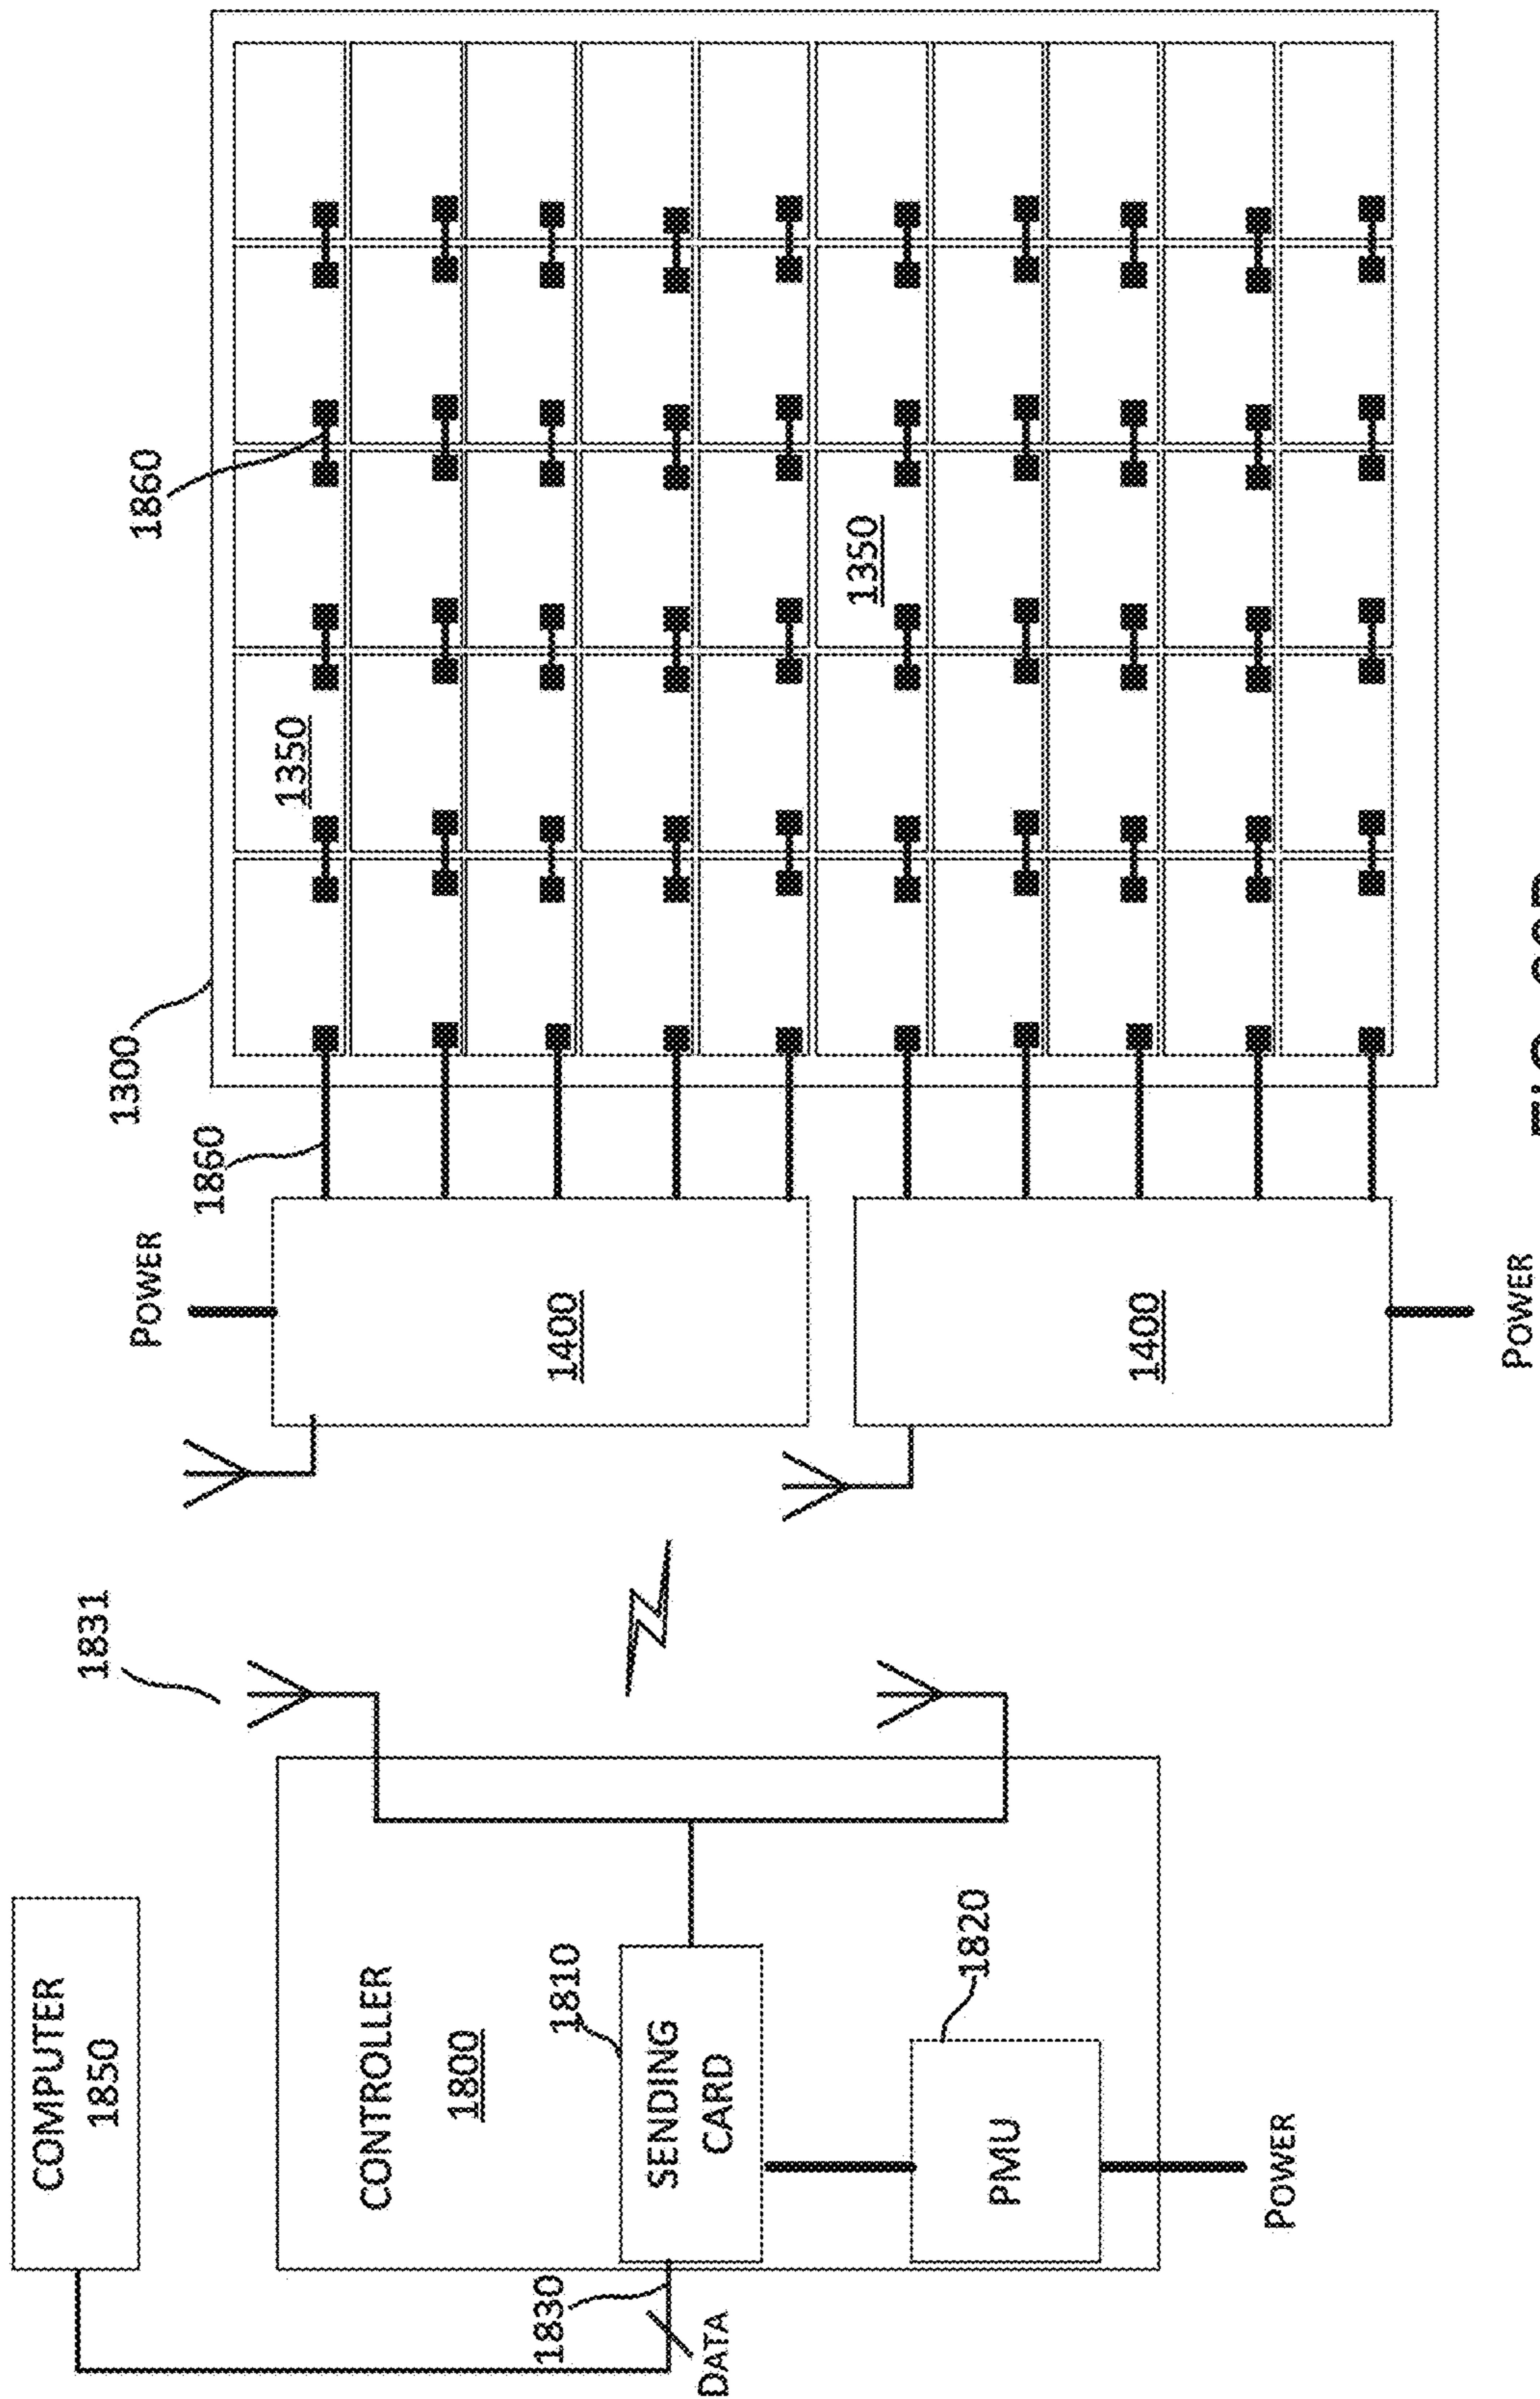 COMPUTER
1850
1831
1300
1860
POWER
1860
1350
CONTROLLER
1800
1830
1810
1400
SENDING
CARD
DATA
1350
1820
PMU
1400
POWER
POWER